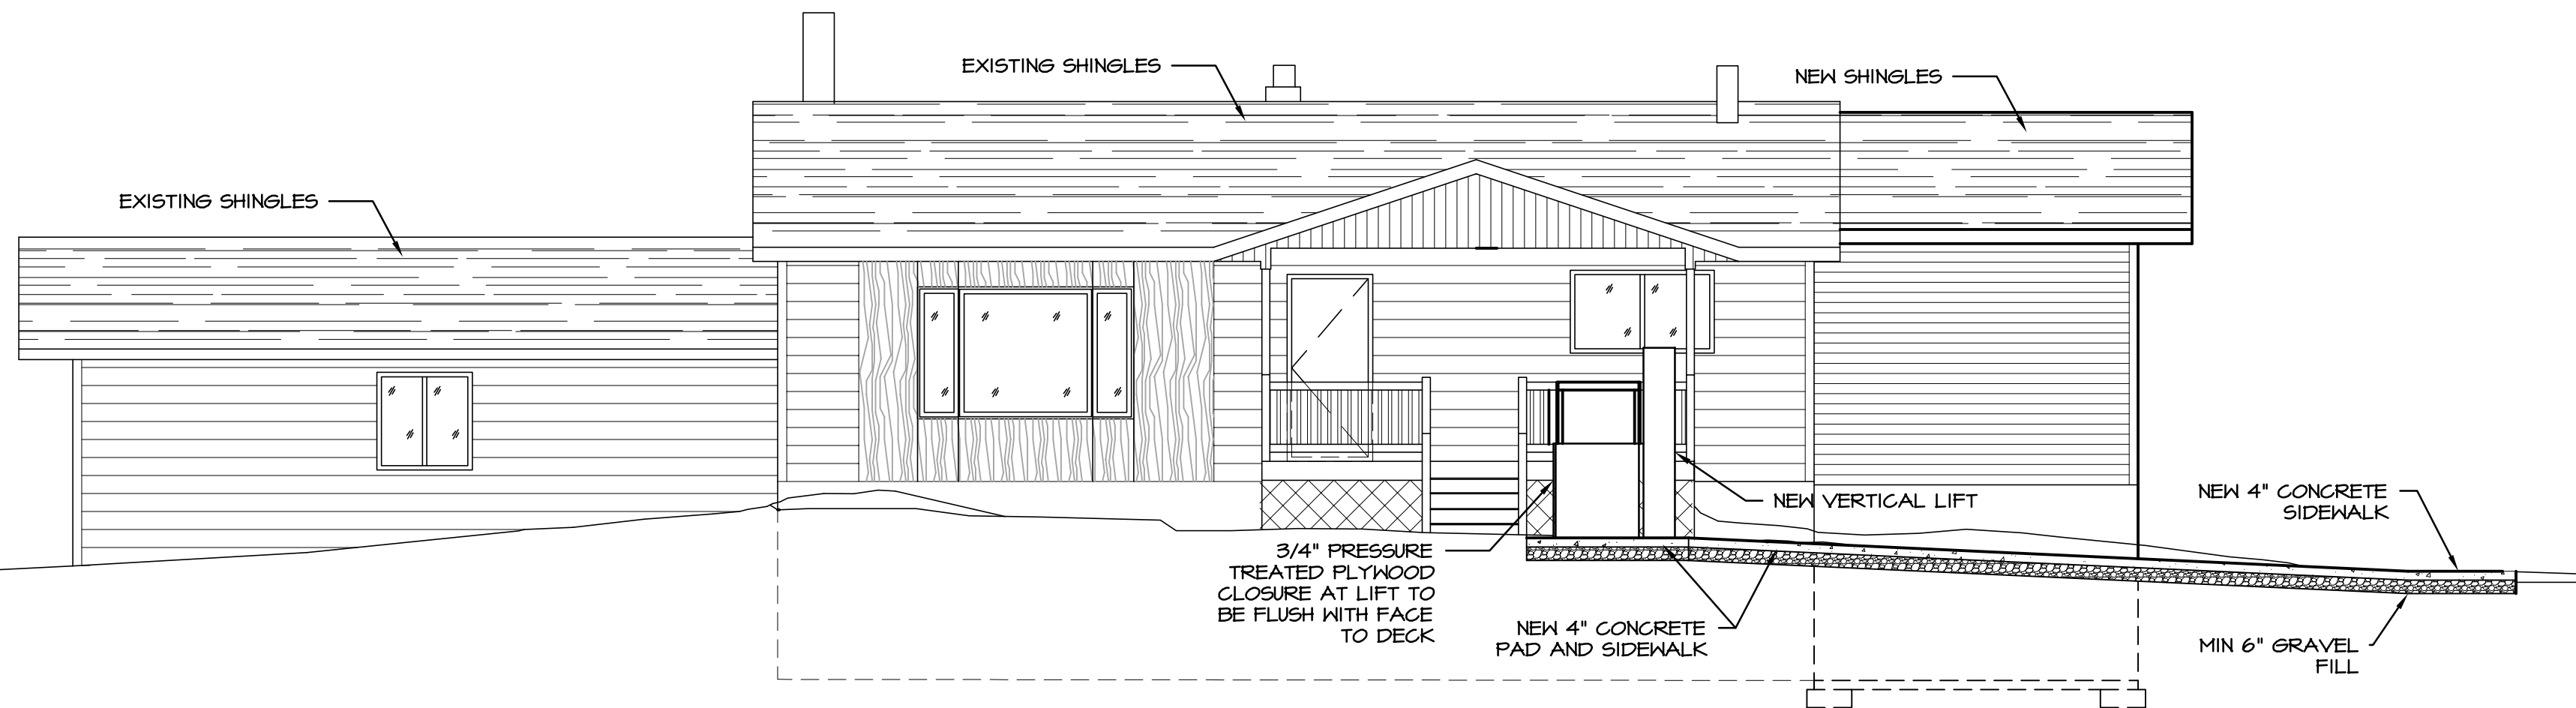 EXISTING SHINGLES
NEW SHINGLES
EXISTING SHINGLES
NEW VERTICAL LIFT
NEW 4" CONCRETE
SIDEWALK
3/4" PRESSURE
TREATED PLYWOOD
CLOSURE AT LIFT TO
BE FLUSH WITH FACE
TO DECK
NEW 4" CONCRETE
PAD AND SIDEWALK
MIN 6" GRAVEL
FILL